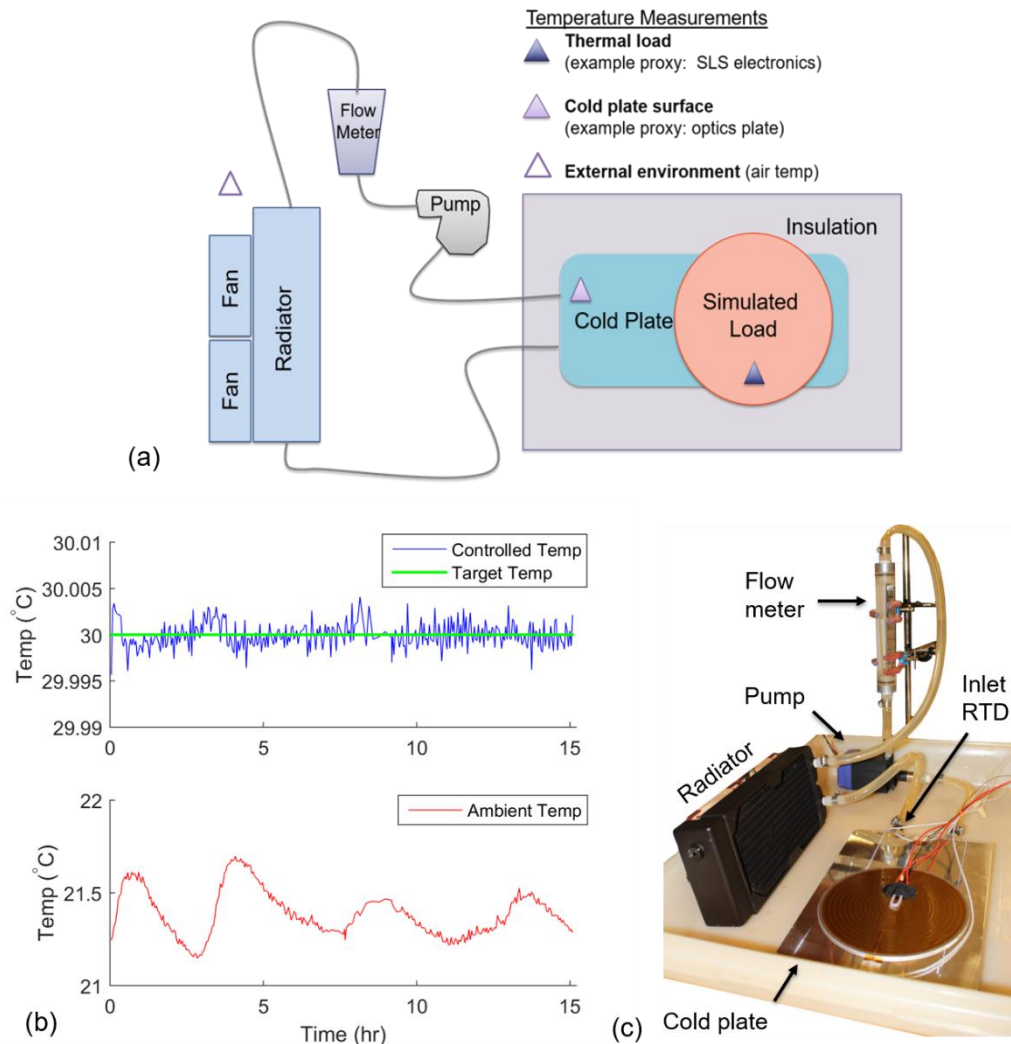 Temperature Measurements
Thermal load
(example proxy: SLS electronics)
Cold plate surface
(example proxy: optics plate)
External environment (air temp)
Flow
Meter
Pump
Insulation
Fan
Fan
Radiator
Cold Plate
Simulated
Load
(a)
30.01
30.005
30
29.995
29.99
Temp (°C)
Controlled Temp
Target Temp
0
5
10
15
22
21.5
21
Temp (°C)
Ambient Temp
0
5
10
15
Time (hr)
(b)
Flow
meter
Pump
Inlet
RTD
Radiator
Cold plate
(c)